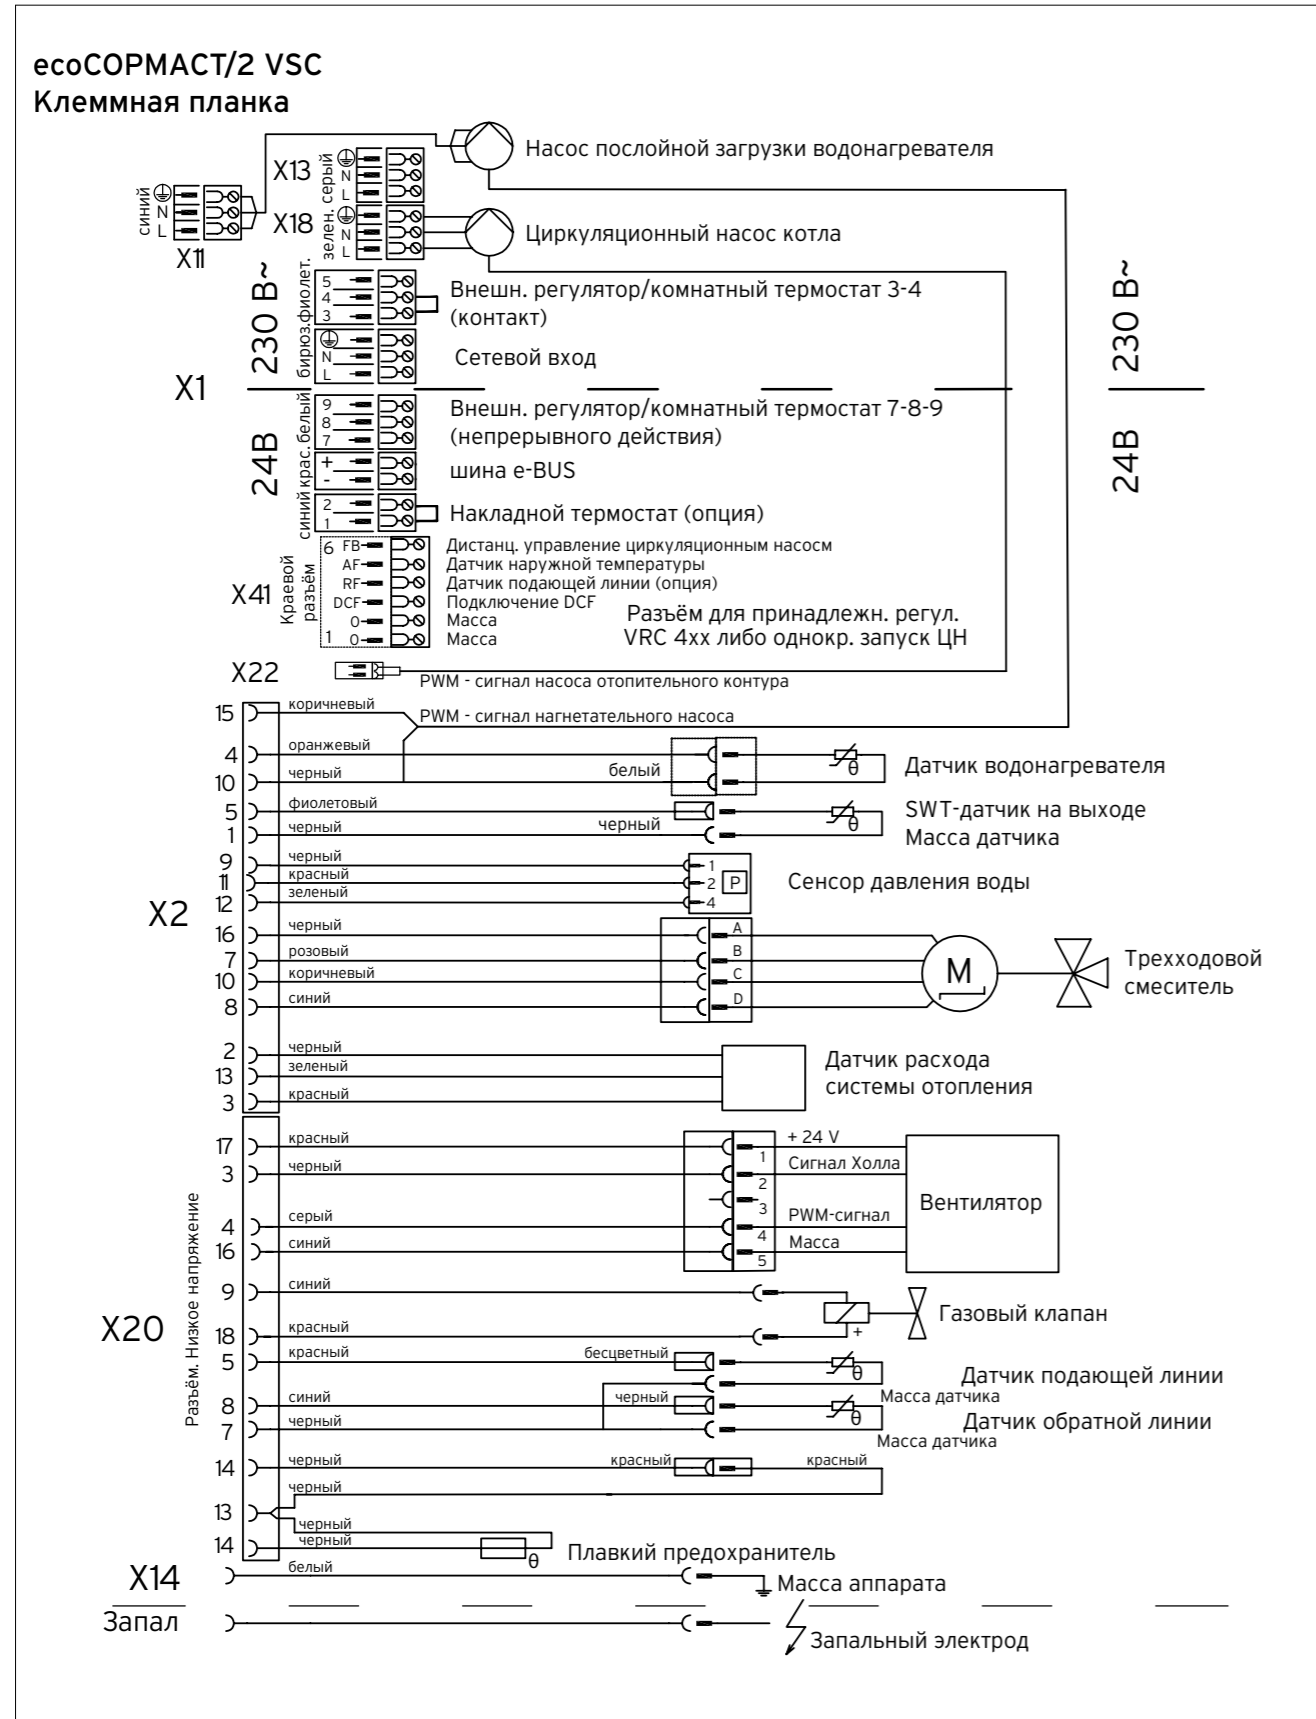 ecoCOPMACT/2 VSC
Клеммная планка
X13
серый
N
L
Насос послойной загрузки водонагревателя
синий
N
L
X11
X18
зелен.
N
L
Циркуляционный насос котла
X1
230 В~
фиолет.
5
4
3
Внешн. регулятор/комнатный термостат 3-4
(контакт)
230 В~
бирюз.
N
L
Сетевой вход
24В
белый
9
8
7
Внешн. регулятор/комнатный термостат 7-8-9
(непрерывного действия)
24В
крас.
+
-
шина e-BUS
синий
2
1
Накладной термостат (опция)
X41
Краевой
разъём
6 FB
Дистанц. управление циркуляционным насосм
AF
Датчик наружной температуры
RF
Датчик подающей линии (опция)
DCF
Подключение DCF
0
Масса
1 0
Масса
Разъём для принадлежн. регул.
VRC 4xx либо однокр. запуск ЦН
X22
PWM - сигнал насоса отопительного контура
X2
15 коричневый
PWM - сигнал нагнетательного насоса
4 оранжевый
10 черный белый
θ
Датчик водонагревателя
5 фиолетовый
1 черный черный
θ
SWT-датчик на выходе
Масса датчика
9 черный 1
11 красный 2 P
12 зеленый 4
Сенсор давления воды
16 черный A
7 розовый B
10 коричневый C
8 синий D
M
Трехходовой
смеситель
2 черный
13 зеленый
3 красный
Датчик расхода
системы отопления
X20
Разъём. Низкое напряжение
17 красный 1 + 24 V
3 черный 2 Сигнал Холла
3
4 серый 4 PWM-сигнал
16 синий 5 Масса
Вентилятор
9 синий
18 красный +
Газовый клапан
5 красный бесцветный
θ
Датчик подающей линии
Масса датчика
8 синий черный
7 черный
θ
Датчик обратной линии
Масса датчика
14 черный красный красный
13 черный
черный
14 черный
θ
Плавкий предохранитель
X14 белый
Масса аппарата
Запал
Запальный электрод